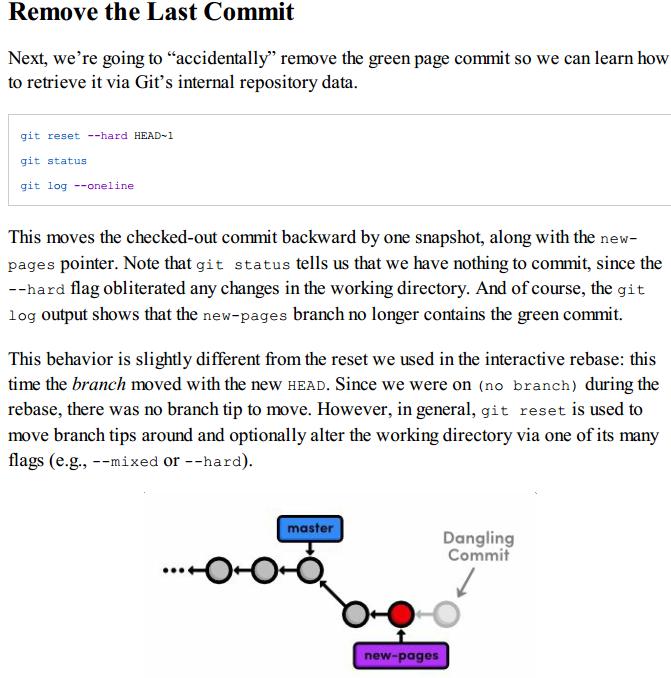 Remove the Last Commit
Next, we’re going to “accidentally” remove the green page commit so we can learn how
to retrieve it via Git’s internal repository data.
git reset --hard HEAD~1
git status
git log --oneline
This moves the checked-out commit backward by one snapshot, along with the new-
pages pointer. Note that git status tells us that we have nothing to commit, since the
--hard flag obliterated any changes in the working directory. And of course, the git
log output shows that the new-pages branch no longer contains the green commit.
This behavior is slightly different from the reset we used in the interactive rebase: this
time the branch moved with the new HEAD. Since we were on (no branch) during the
rebase, there was no branch tip to move. However, in general, git reset is used to
move branch tips around and optionally alter the working directory via one of its many
flags (e.g., --mixed or --hard).
master
Dangling
Commit
new-pages